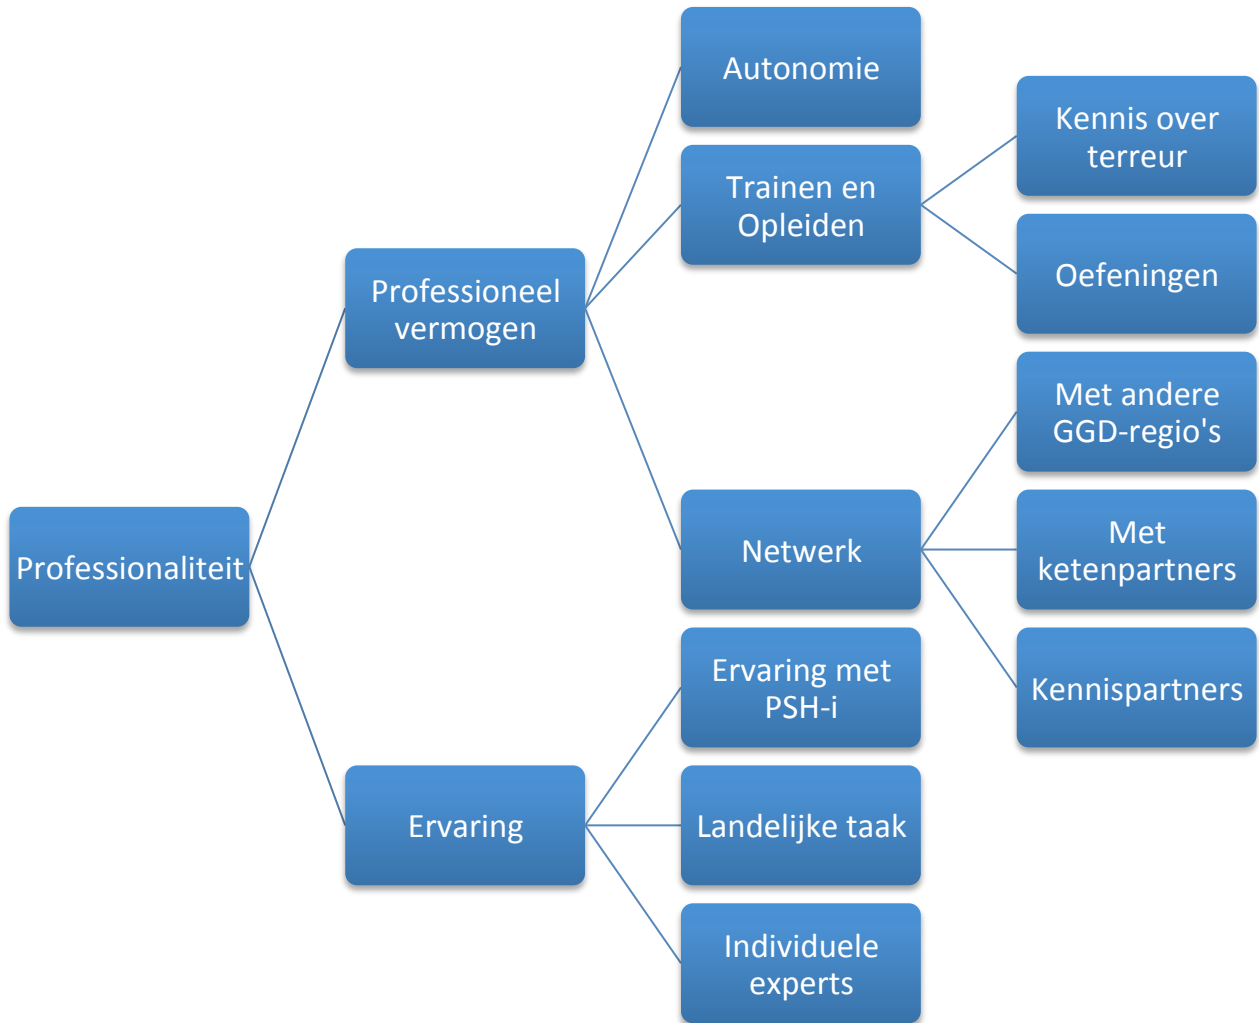 Professionaliteit
Professioneel
vermogen
Autonomie
Trainen en
Opleiden
Kennis over
terreur
Oefeningen
Netwerk
Met andere
GGD-regio's
Met
ketenpartners
Kennispartners
Ervaring
Ervaring met
PSH-i
Landelijke taak
Individuele
experts